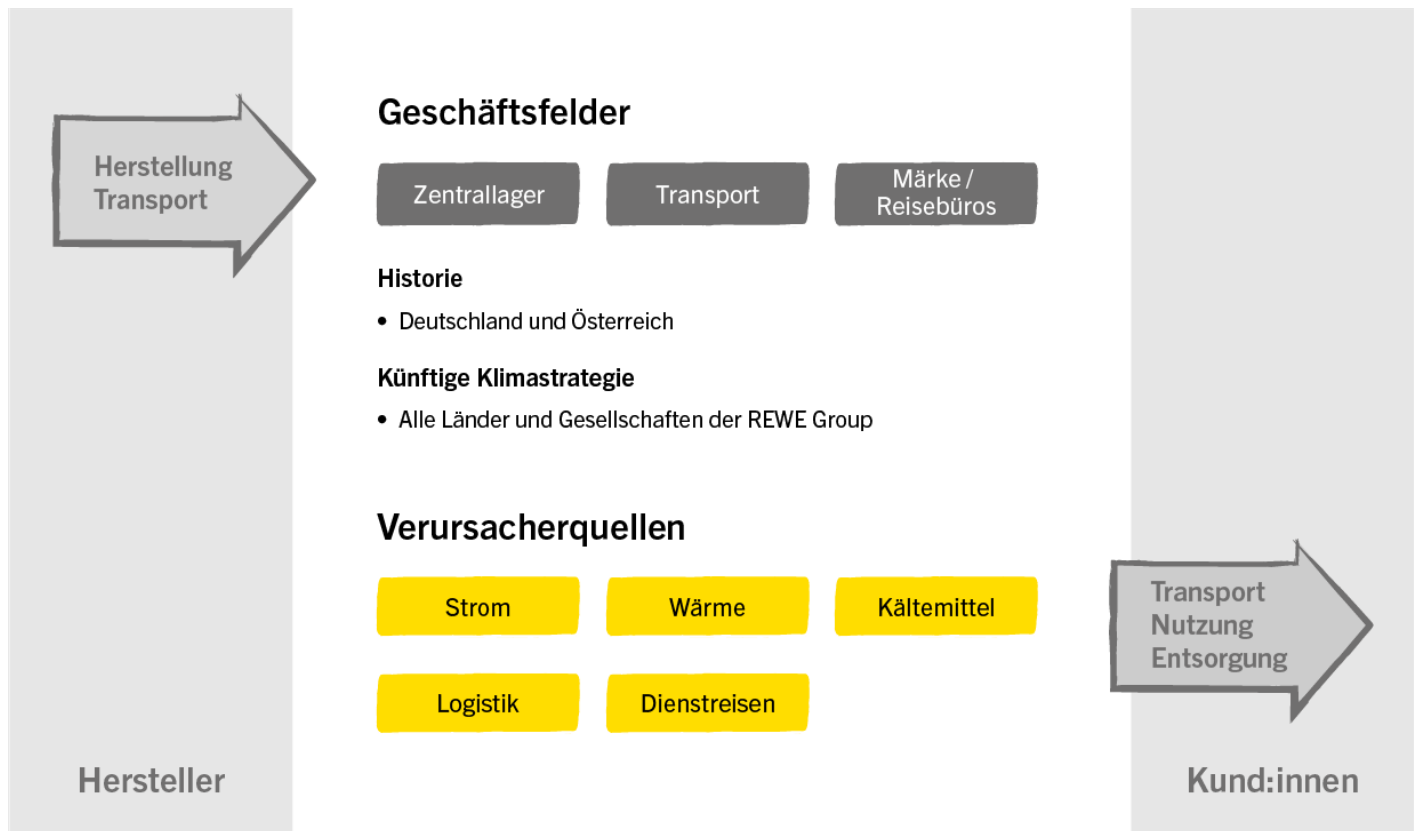 Herstellung
Transport
Geschäftsfelder
Zentrallager
Transport
Märke /
Reisebüros
Historie
• Deutschland und Österreich
Künftige Klimastrategie
• Alle Länder und Gesellschaften der REWE Group
Verursacherquellen
Strom
Wärme
Kältemittel
Logistik
Dienstreisen
Transport
Nutzung
Entsorgung
Hersteller
Kund:innen